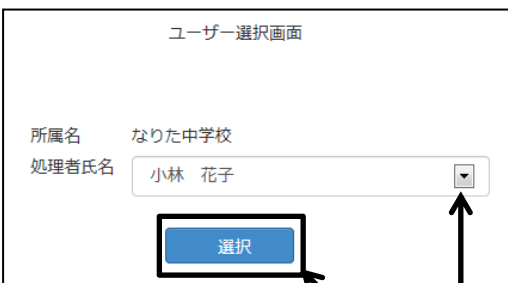 ユーザー選択画面
所属名 なりた中学校
処理者氏名 小林 花子
選択